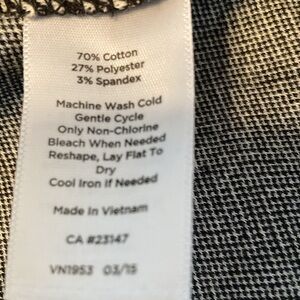 70% Cotton
27% Polyester
3% Spandex
Machine Wash Cold
Gentle Cycle
Only Non-Chlorine
Bleach When Needed
Reshape, Lay Flat To
Dry
Cool Iron if Needed
Made in Vietnam
CA #23147
VN1953 03/15